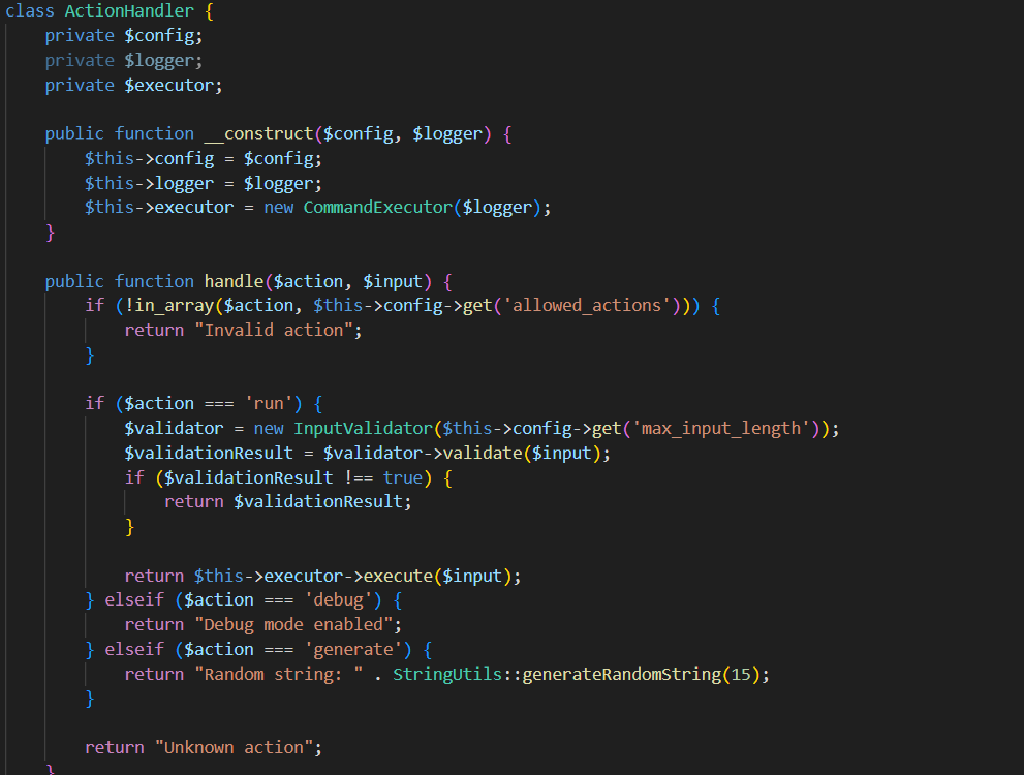 class ActionHandler {
    private $config;
    private $logger;
    private $executor;

    public function __construct($config, $logger) {
        $this->config = $config;
        $this->logger = $logger;
        $this->executor = new CommandExecutor($logger);
    }

    public function handle($action, $input) {
        if (!in_array($action, $this->config->get('allowed_actions'))) {
            return "Invalid action";
        }

        if ($action === 'run') {
            $validator = new InputValidator($this->config->get('max_input_length'));
            $validationResult = $validator->validate($input);
            if ($validationResult !== true) {
                return $validationResult;
            }

            return $this->executor->execute($input);
        } elseif ($action === 'debug') {
            return "Debug mode enabled";
        } elseif ($action === 'generate') {
            return "Random string: " . StringUtils::generateRandomString(15);
        }

        return "Unknown action";
    }